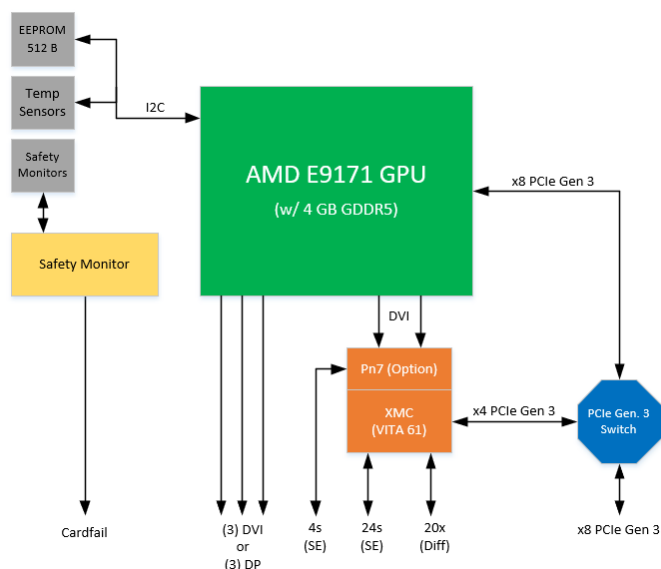 EEPROM
512 B
Temp
Sensors
I2C
Safety
Monitors
Safety Monitor
AMD E9171 GPU
(w/ 4 GB GDDR5)
x8 PCIe Gen 3
DVI
Pn7 (Option)
XMC
(VITA 61)
x4 PCIe Gen 3
PCIe Gen. 3
Switch
Cardfail
(3) DVI
or
(3) DP
4s
(SE)
24s
(SE)
20x
(Diff)
x8 PCIe Gen 3